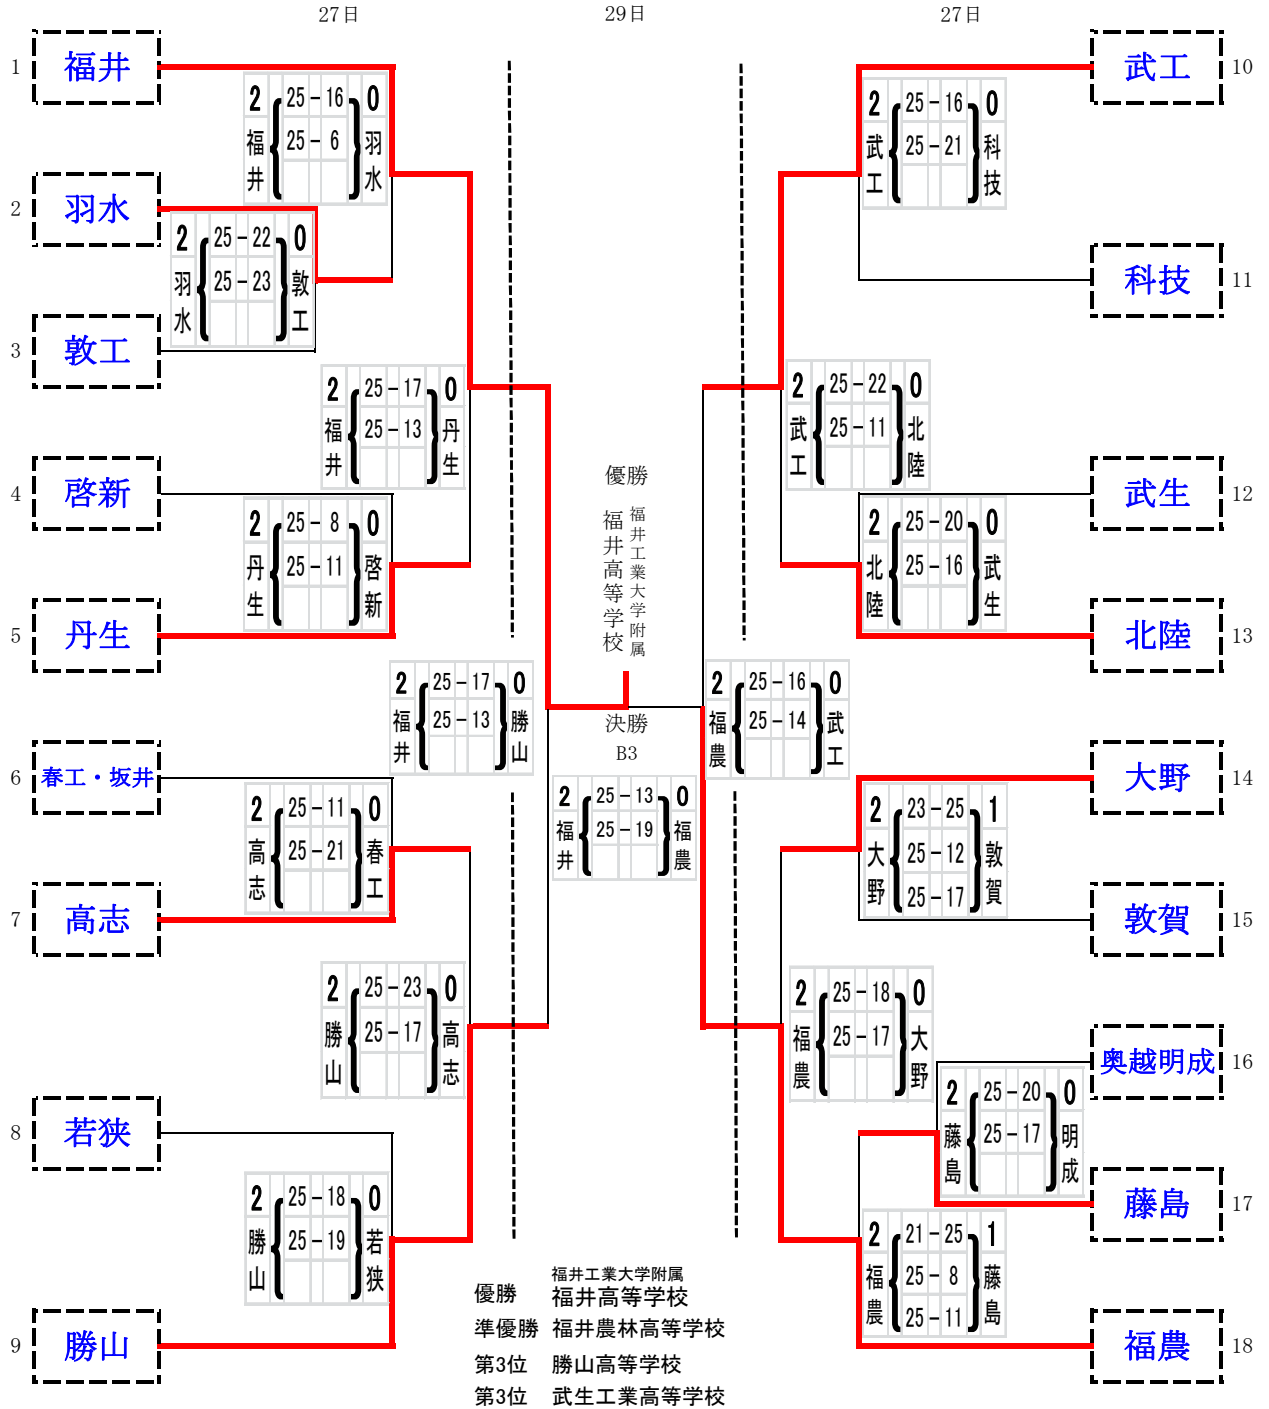 27日
29日
27日
1
福井
2
羽水
3
敦工
4
啓新
5
丹生
6
春工・坂井
7
高志
8
若狭
9
勝山
2 福井 25-16 25-6 羽水 0
2 羽水 25-22 25-23 敦工 0
2 福井 25-17 25-13 丹生 0
2 丹生 25-8 25-11 啓新 0
2 福井 25-17 25-13 勝山 0
2 高志 25-11 25-21 春工 0
2 勝山 25-23 25-17 高志 0
2 勝山 25-18 25-19 若狭 0
優勝
福井工業大学附属
福井高等学校
決勝
B3
2 福井 25-13 25-19 福農 0
武工
10
科技
11
武生
12
北陸
13
大野
14
敦賀
15
奥越明成
16
藤島
17
福農
18
2 武工 25-16 25-21 科技 0
2 武工 25-22 25-11 北陸 0
2 北陸 25-20 25-16 武生 0
2 福農 25-16 25-14 武工 0
2 大野 23-25 25-12 25-17 敦賀 1
2 福農 25-18 25-17 大野 0
2 藤島 25-20 25-17 明成 0
2 福農 21-25 25-8 25-11 藤島 1
福井工業大学附属
優勝 福井高等学校
準優勝 福井農林高等学校
第3位 勝山高等学校
第3位 武生工業高等学校